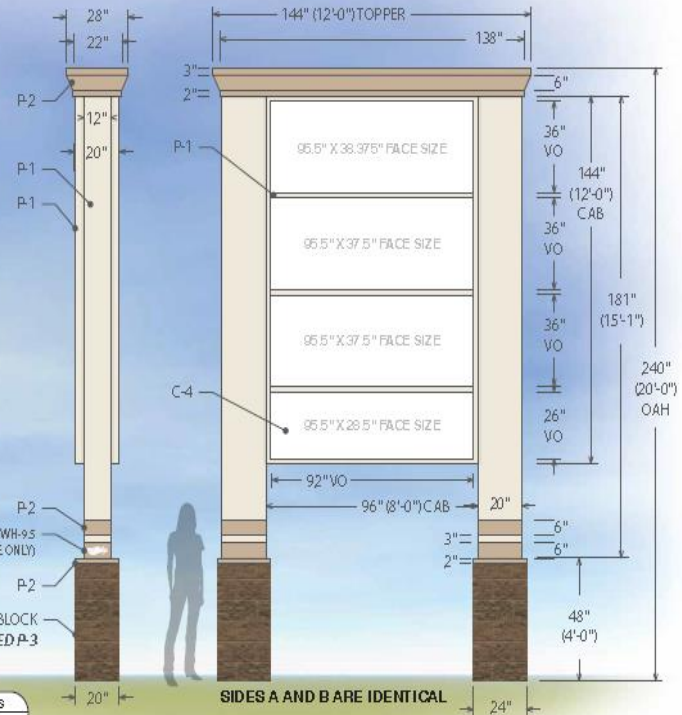 28"
22"
144" (12'-0") TOPPER
138"
3"
6"
2"
P-2
12"
20"
P-1
P-1
P-1
95.5" X 38.375" FACE SIZE
36"
VO
144"
(12'-0")
CAB
95.5" X 37.5" FACE SIZE
36"
VO
181"
(15'-1")
95.5" X 37.5" FACE SIZE
36"
VO
240"
(20'-0")
OAH
C-4
95.5" X 28.5" FACE SIZE
26"
VO
92" VO
96" (8'-0") CAB
20"
P-2
WH-9.5
E ONLY)
6"
3"
6"
2"
P-2
BLOCK
ED P-3
48"
(4'-0")
S
20"
SIDES A AND B ARE IDENTICAL
24"